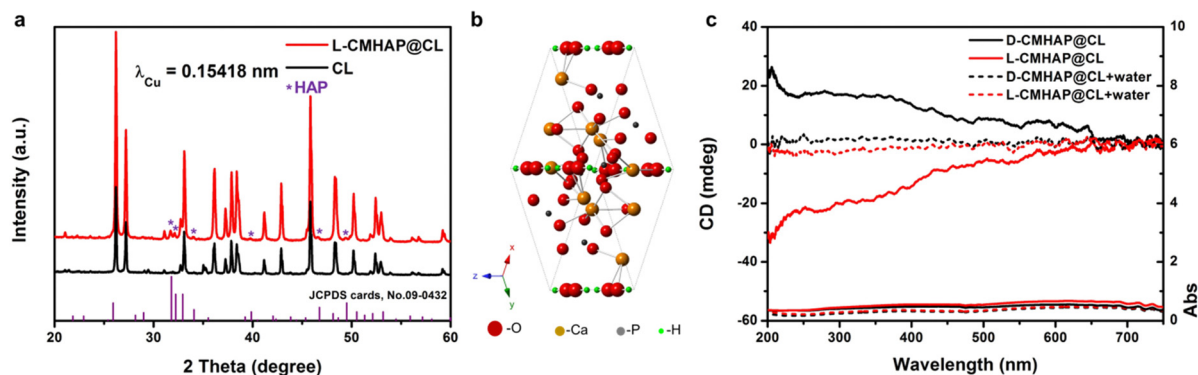 a
L-CMHAP@CL
CL
λCu = 0.15418 nm
*HAP
* * * * * *
JCPDS cards, No.09-0432
Intensity (a.u.)
10 20 30 40 50 60
2 Theta (degree)
b
x
z
y
-O -Ca -P -H
c
D-CMHAP@CL
L-CMHAP@CL
D-CMHAP@CL+water
L-CMHAP@CL+water
CD (mdeg)
40
20
0
-20
-40
-60
10
8
6
4
2
0
Abs
200 300 400 500 600 700
Wavelength (nm)